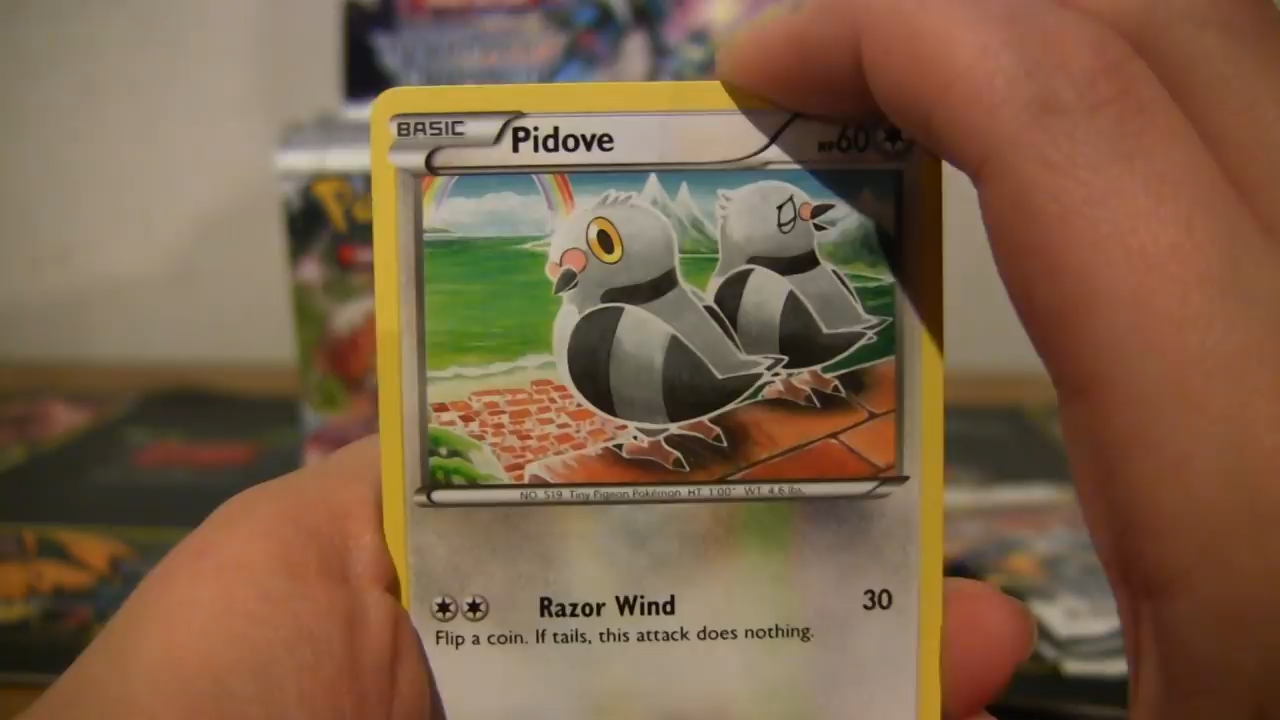 BASIC Pidove HP60
NO. 519 Tiny Pigeon Pokémon HT. 1'00" WT. 4.6 lbs.
Razor Wind 30
Flip a coin. If tails, this attack does nothing.